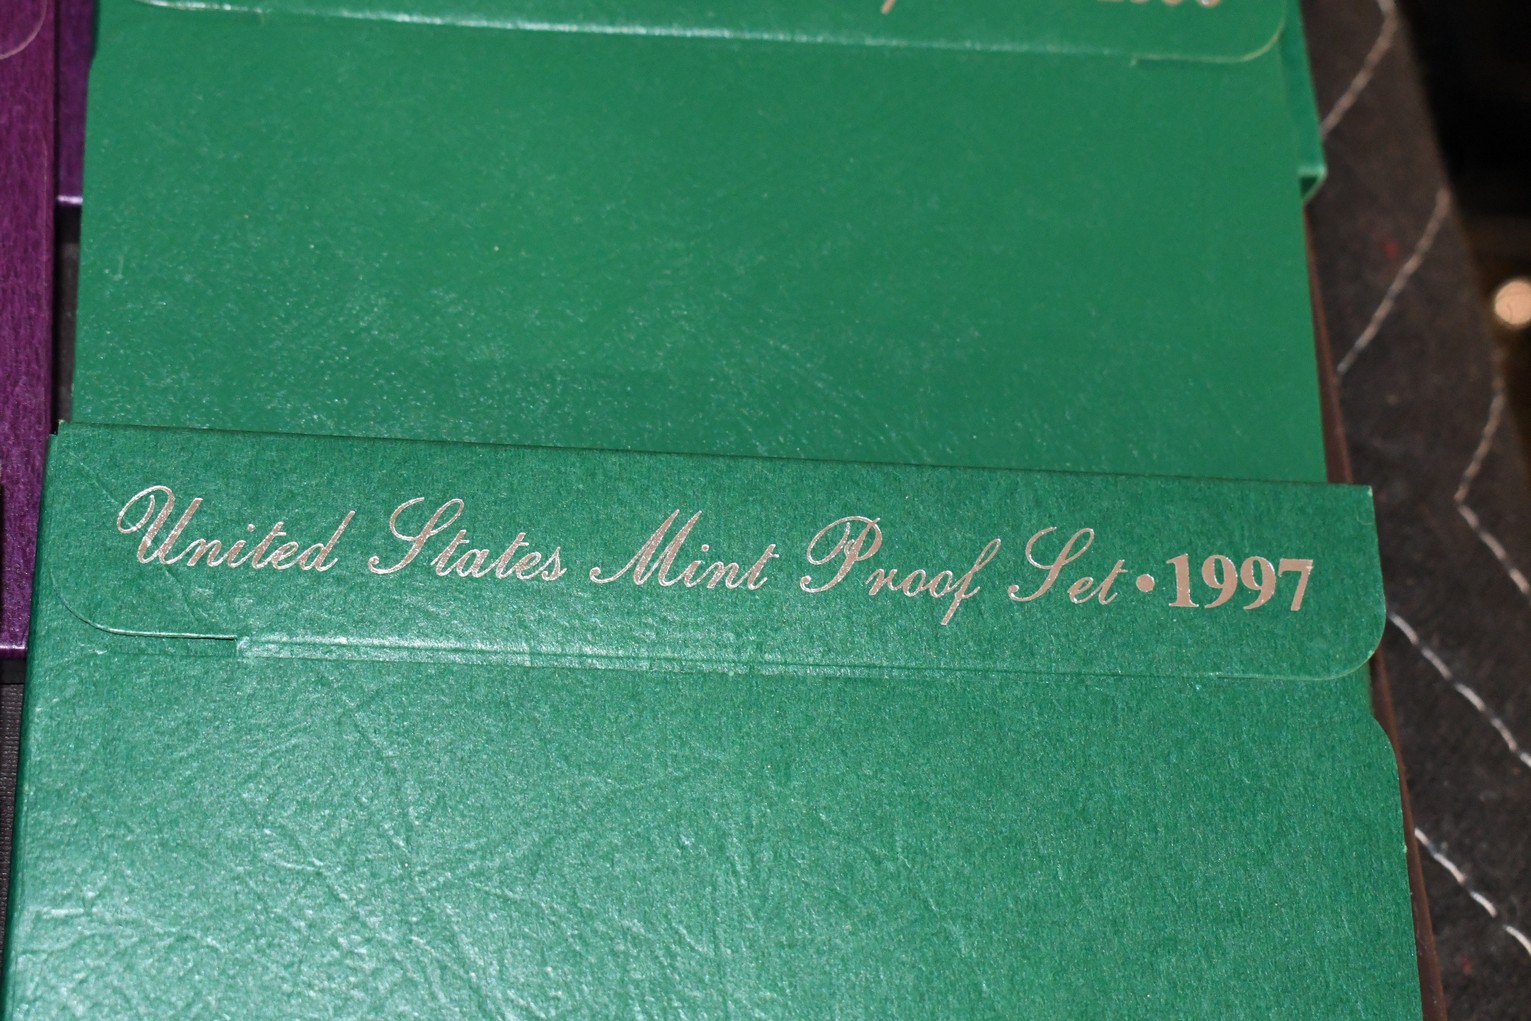 United States Mint Proof Set•1997